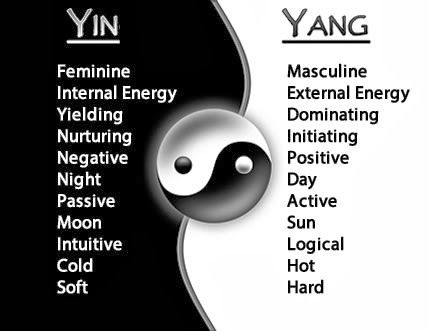 Yin
Feminine
Internal Energy
Yielding
Nurturing
Negative
Night
Passive
Moon
Intuitive
Cold
Soft
Yang
Masculine
External Energy
Dominating
Initiating
Positive
Day
Active
Sun
Logical
Hot
Hard